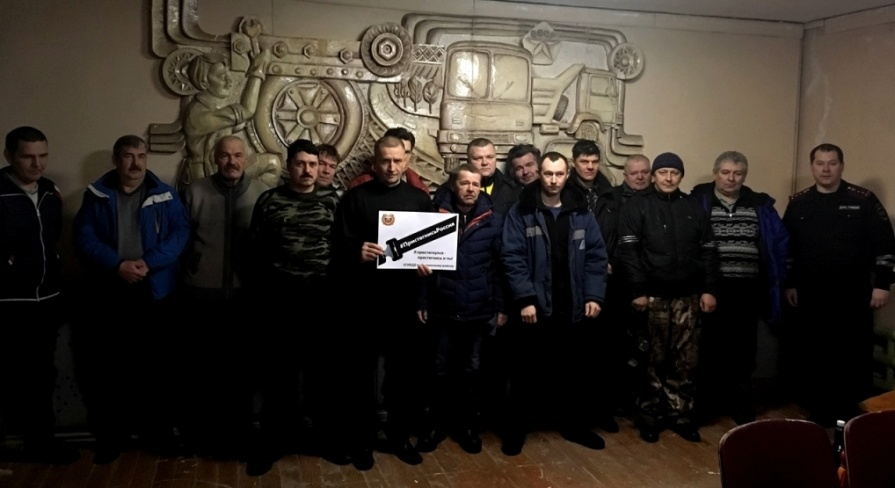 #ПристегнисьРоссия
Я пристегнулся -
пристегнись и ты!